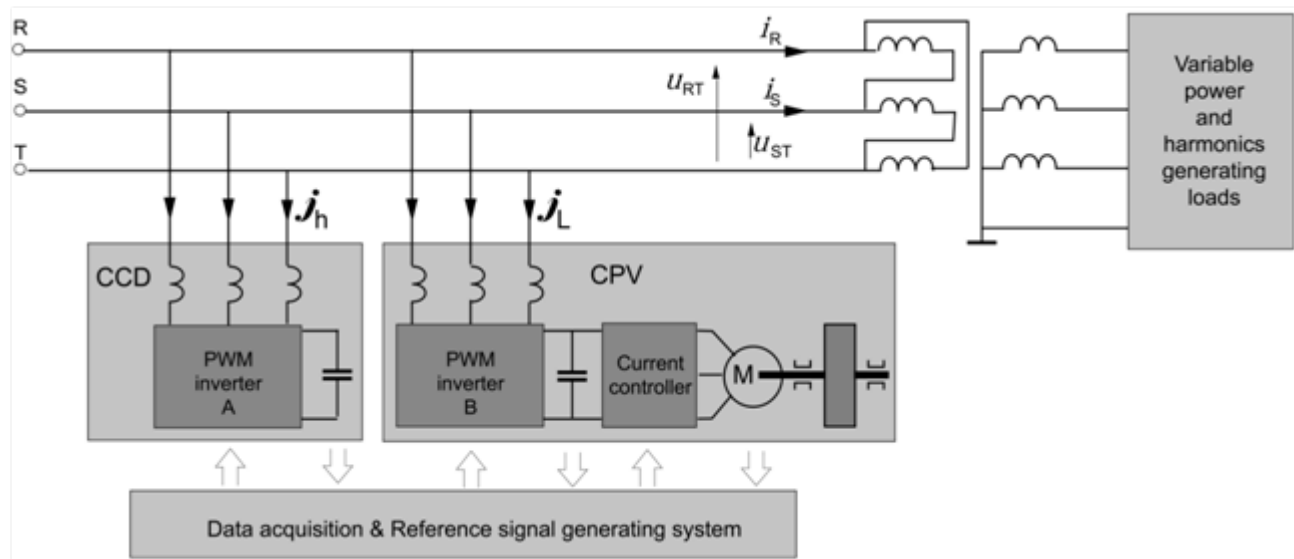 R
i_R
u_RT
S
i_S
u_ST
T
j_h
j_L
Variable
power
and
harmonics
generating
loads
CCD
CPV
PWM
inverter
A
PWM
inverter
B
Current
controller
M
Data acquisition & Reference signal generating system